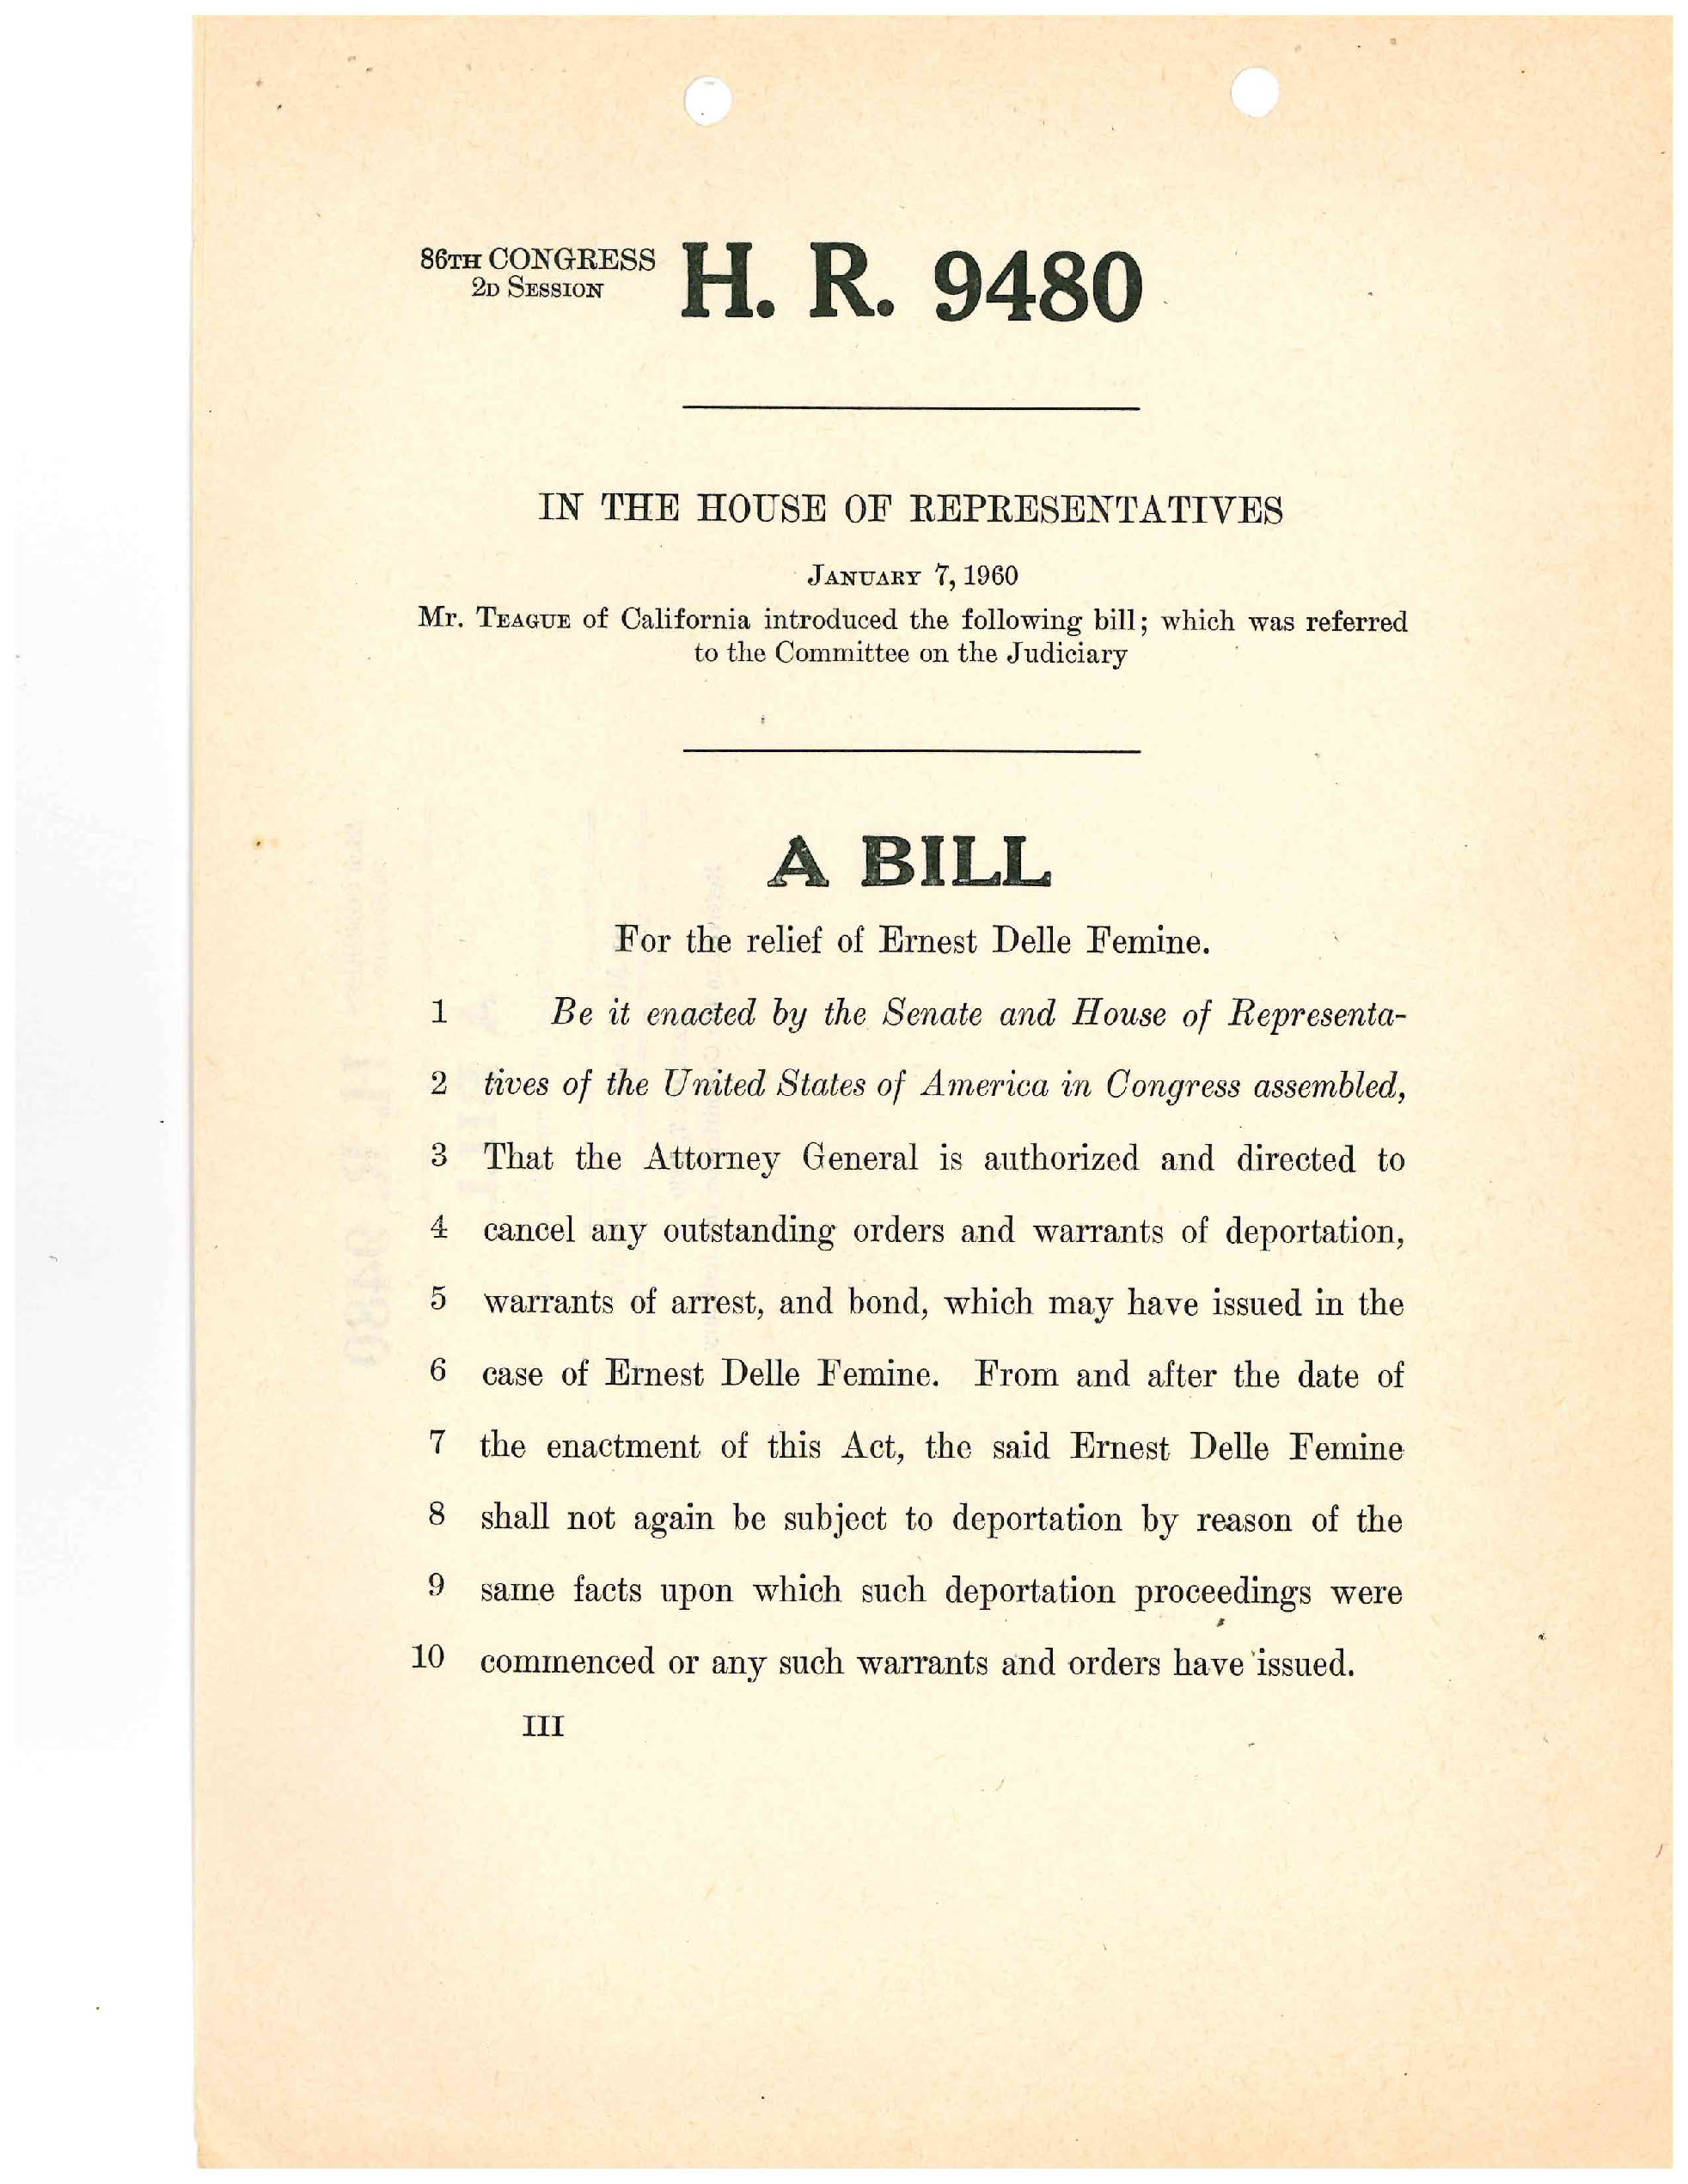 86TH CONGRESS
2D SESSION
H. R. 9480
IN THE HOUSE OF REPRESENTATIVES
JANUARY 7, 1960
Mr. TEAGUE of California introduced the following bill; which was referred
to the Committee on the Judiciary
A BILL
For the relief of Ernest Delle Femine.
1 Be it enacted by the Senate and House of Representa-
2 tives of the United States of America in Congress assembled,
3 That the Attorney General is authorized and directed to
4 cancel any outstanding orders and warrants of deportation,
5 warrants of arrest, and bond, which may have issued in the
6 case of Ernest Delle Femine. From and after the date of
7 the enactment of this Act, the said Ernest Delle Femine
8 shall not again be subject to deportation by reason of the
9 same facts upon which such deportation proceedings were
10 commenced or any such warrants and orders have issued.
III